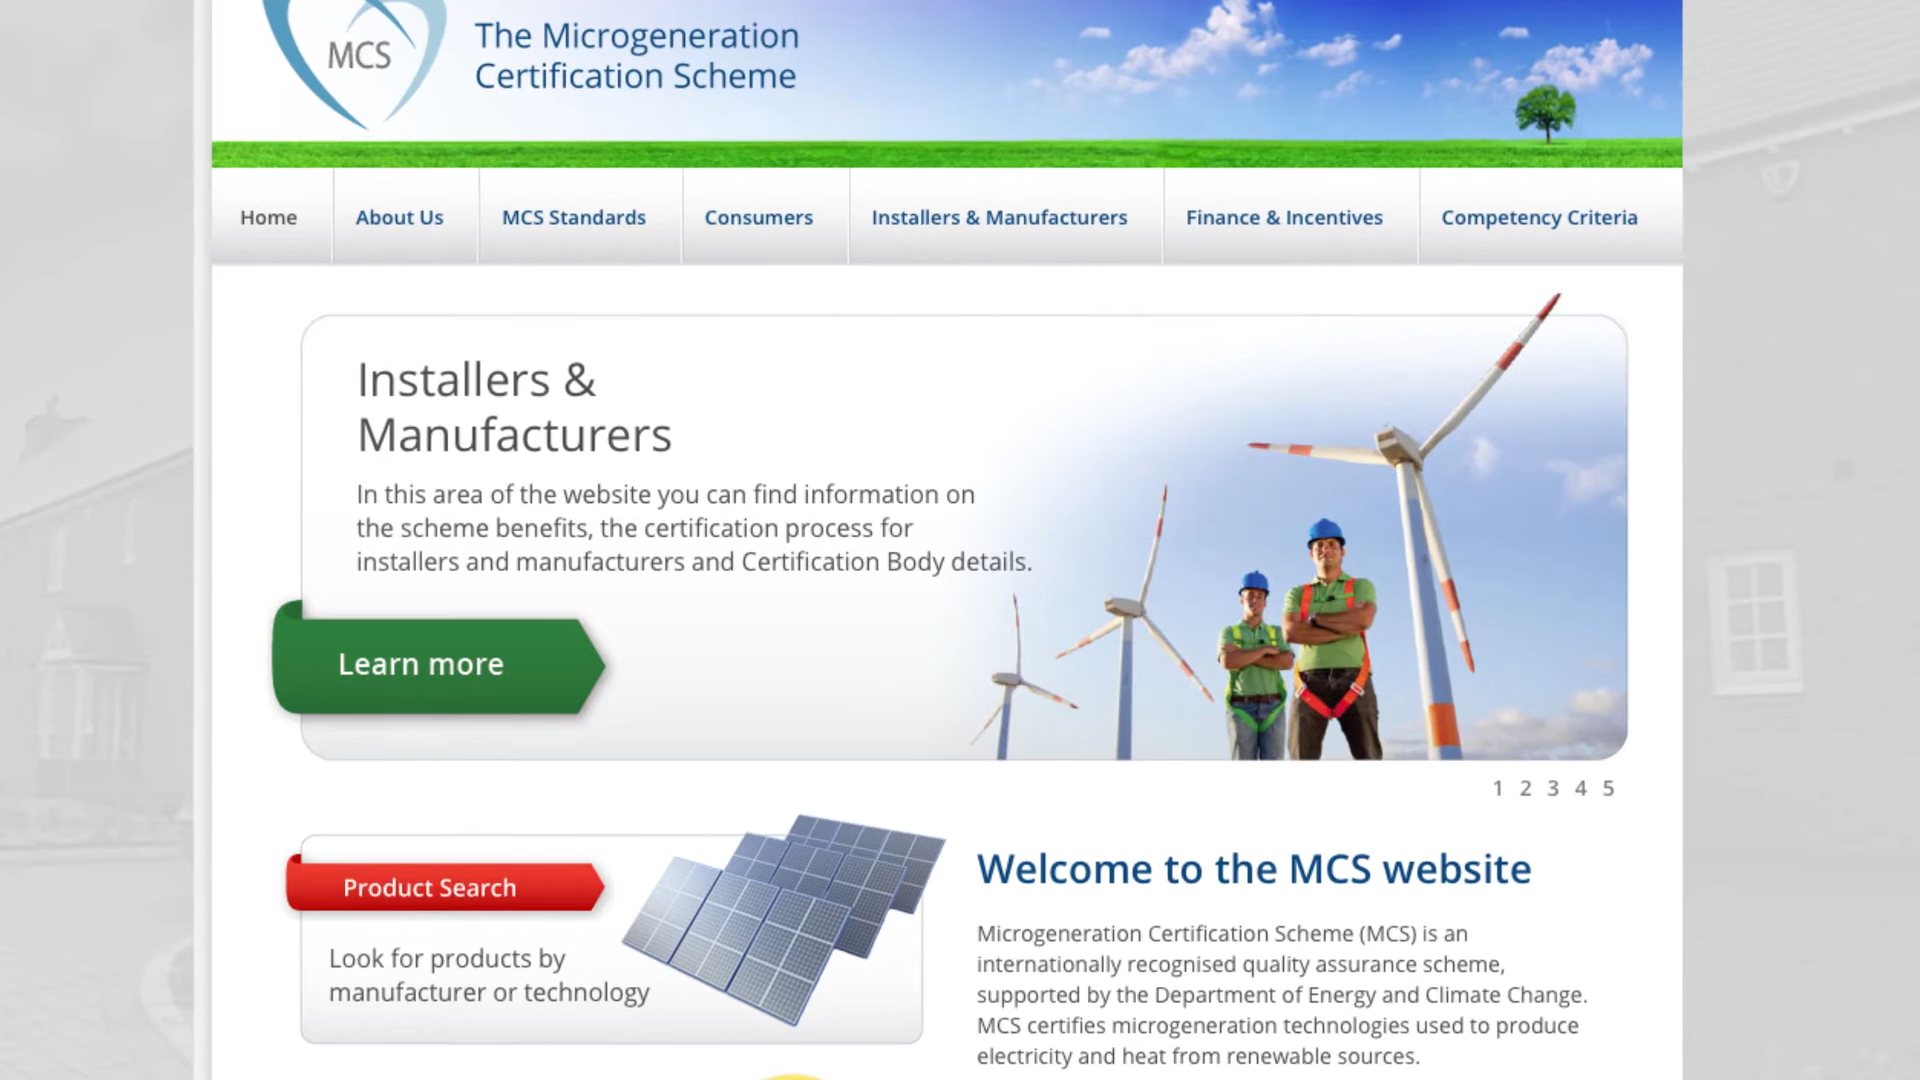 MCS
The Microgeneration
Certification Scheme
Home
About Us
MCS Standards
Consumers
Installers & Manufacturers
Finance & Incentives
Competency Criteria
Installers &
Manufacturers
In this area of the website you can find information on
the scheme benefits, the certification process for
installers and manufacturers and Certification Body details.
Learn more
1 2 3 4 5
Product Search
Look for products by
manufacturer or technology
Welcome to the MCS website
Microgeneration Certification Scheme (MCS) is an
internationally recognised quality assurance scheme,
supported by the Department of Energy and Climate Change.
MCS certifies microgeneration technologies used to produce
electricity and heat from renewable sources.